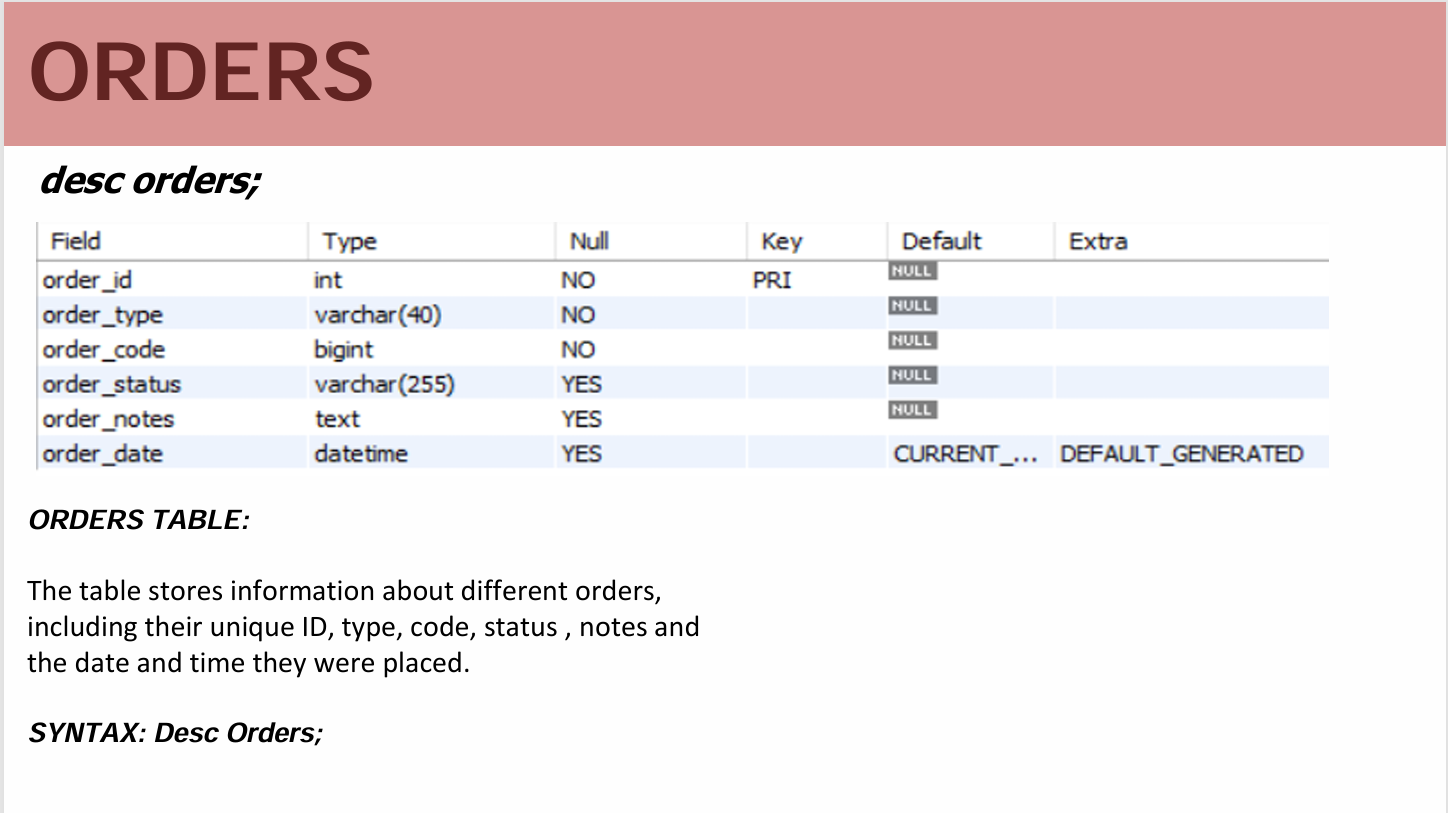 ORDERS
desc orders;
Field Type Null Key Default Extra
order_id int NO PRI NULL
order_type varchar(40) NO NULL
order_code bigint NO NULL
order_status varchar(255) YES NULL
order_notes text YES NULL
order_date datetime YES CURRENT_... DEFAULT_GENERATED
ORDERS TABLE:
The table stores information about different orders,
including their unique ID, type, code, status , notes and
the date and time they were placed.
SYNTAX: Desc Orders;